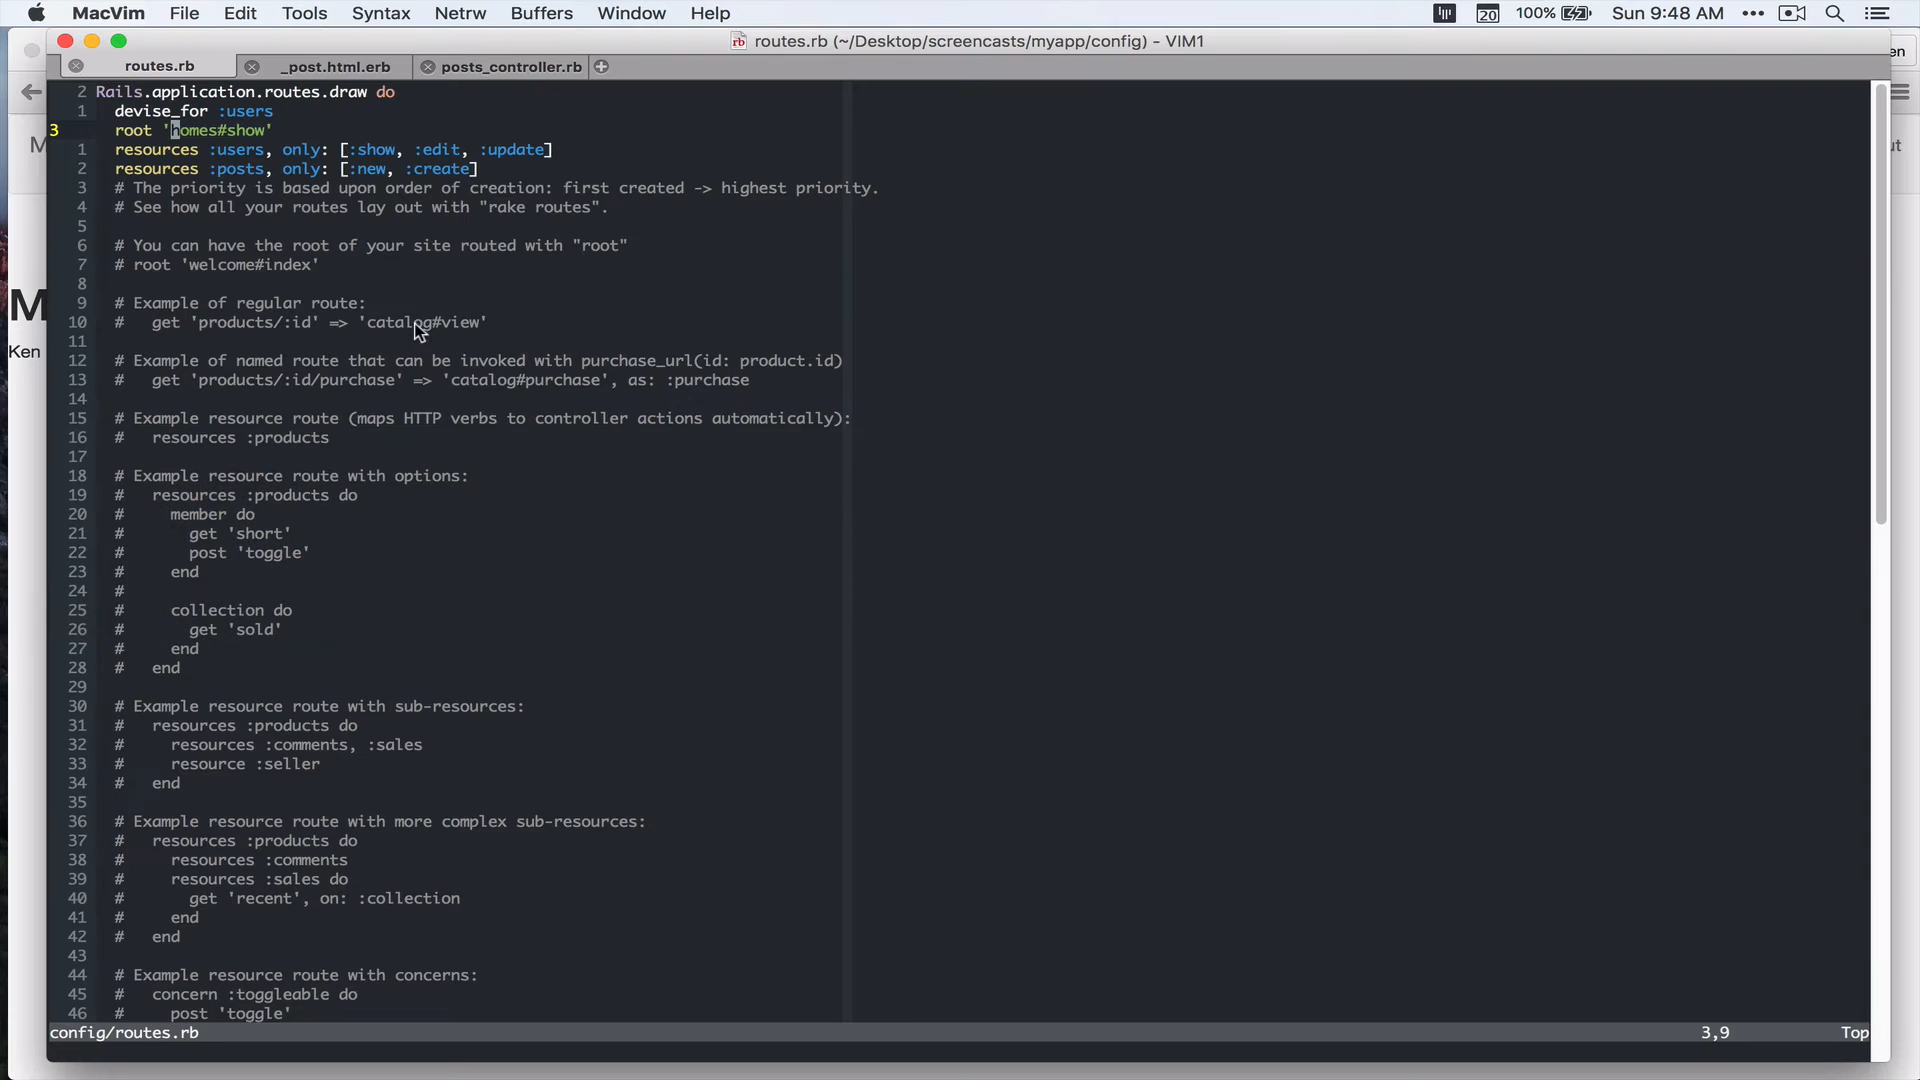 MacVim File Edit Tools Syntax Netrw Buffers Window Help 20 100% Sun 9:48 AM
routes.rb (~/Desktop/screencasts/myapp/config) - VIM1
routes.rb _post.html.erb posts_controller.rb
2 Rails.application.routes.draw do
1 devise_for :users
3 root 'homes#show'
1 resources :users, only: [:show, :edit, :update]
2 resources :posts, only: [:new, :create]
3 # The priority is based upon order of creation: first created -> highest priority.
4 # See how all your routes lay out with "rake routes".
5
6 # You can have the root of your site routed with "root"
7 # root 'welcome#index'
8
9 # Example of regular route:
10 # get 'products/:id' => 'catalog#view'
11
12 # Example of named route that can be invoked with purchase_url(id: product.id)
13 # get 'products/:id/purchase' => 'catalog#purchase', as: :purchase
14
15 # Example resource route (maps HTTP verbs to controller actions automatically):
16 # resources :products
17
18 # Example resource route with options:
19 # resources :products do
20 # member do
21 # get 'short'
22 # post 'toggle'
23 # end
24 #
25 # collection do
26 # get 'sold'
27 # end
28 # end
29
30 # Example resource route with sub-resources:
31 # resources :products do
32 # resources :comments, :sales
33 # resource :seller
34 # end
35
36 # Example resource route with more complex sub-resources:
37 # resources :products do
38 # resources :comments
39 # resources :sales do
40 # get 'recent', on: :collection
41 # end
42 # end
43
44 # Example resource route with concerns:
45 # concern :toggleable do
46 # post 'toggle'
config/routes.rb 3,9 Top
Ken